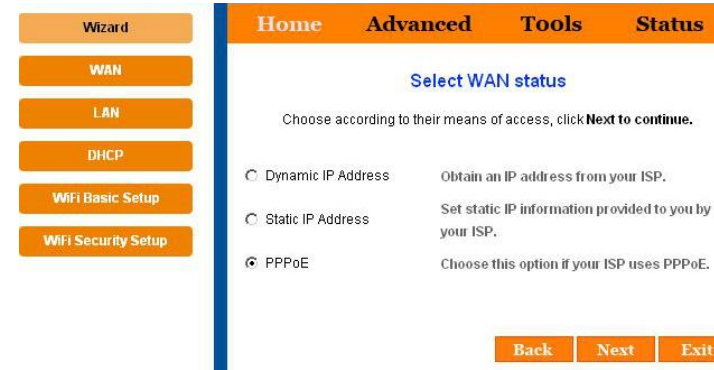 Wizard
WAN
LAN
DHCP
WiFi Basic Setup
WiFi Security Setup
Home Advanced Tools Status
Select WAN status
Choose according to their means of access, click Next to continue.
Dynamic IP Address Obtain an IP address from your ISP.
Static IP Address Set static IP information provided to you by
your ISP.
PPPoE Choose this option if your ISP uses PPPoE.
Back Next Exit